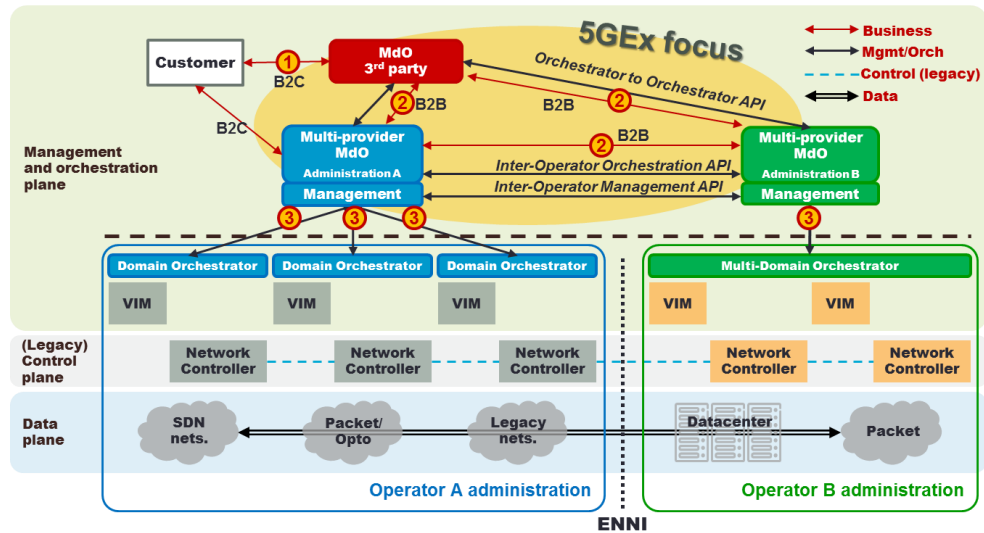 5GEx focus
Business
Mgmt/Orch
Control (legacy)
Data
Customer
1
B2C
MdO
3rd party
Orchestrator to Orchestrator API
2
B2B
B2B
2
B2C
B2B
2
Multi-provider
MdO
Administration A
Management
Multi-provider
MdO
Administration B
Management
Inter-Operator Orchestration API
Inter-Operator Management API
Management
and orchestration
plane
3
3
3
3
Domain Orchestrator
Domain Orchestrator
Domain Orchestrator
Multi-Domain Orchestrator
VIM
VIM
VIM
VIM
VIM
(Legacy)
Control
plane
Network
Controller
Network
Controller
Network
Controller
Network
Controller
Network
Controller
Data
plane
SDN
nets.
Packet/
Opto
Legacy
nets.
Datacenter
Packet
Operator A administration
Operator B administration
ENNI